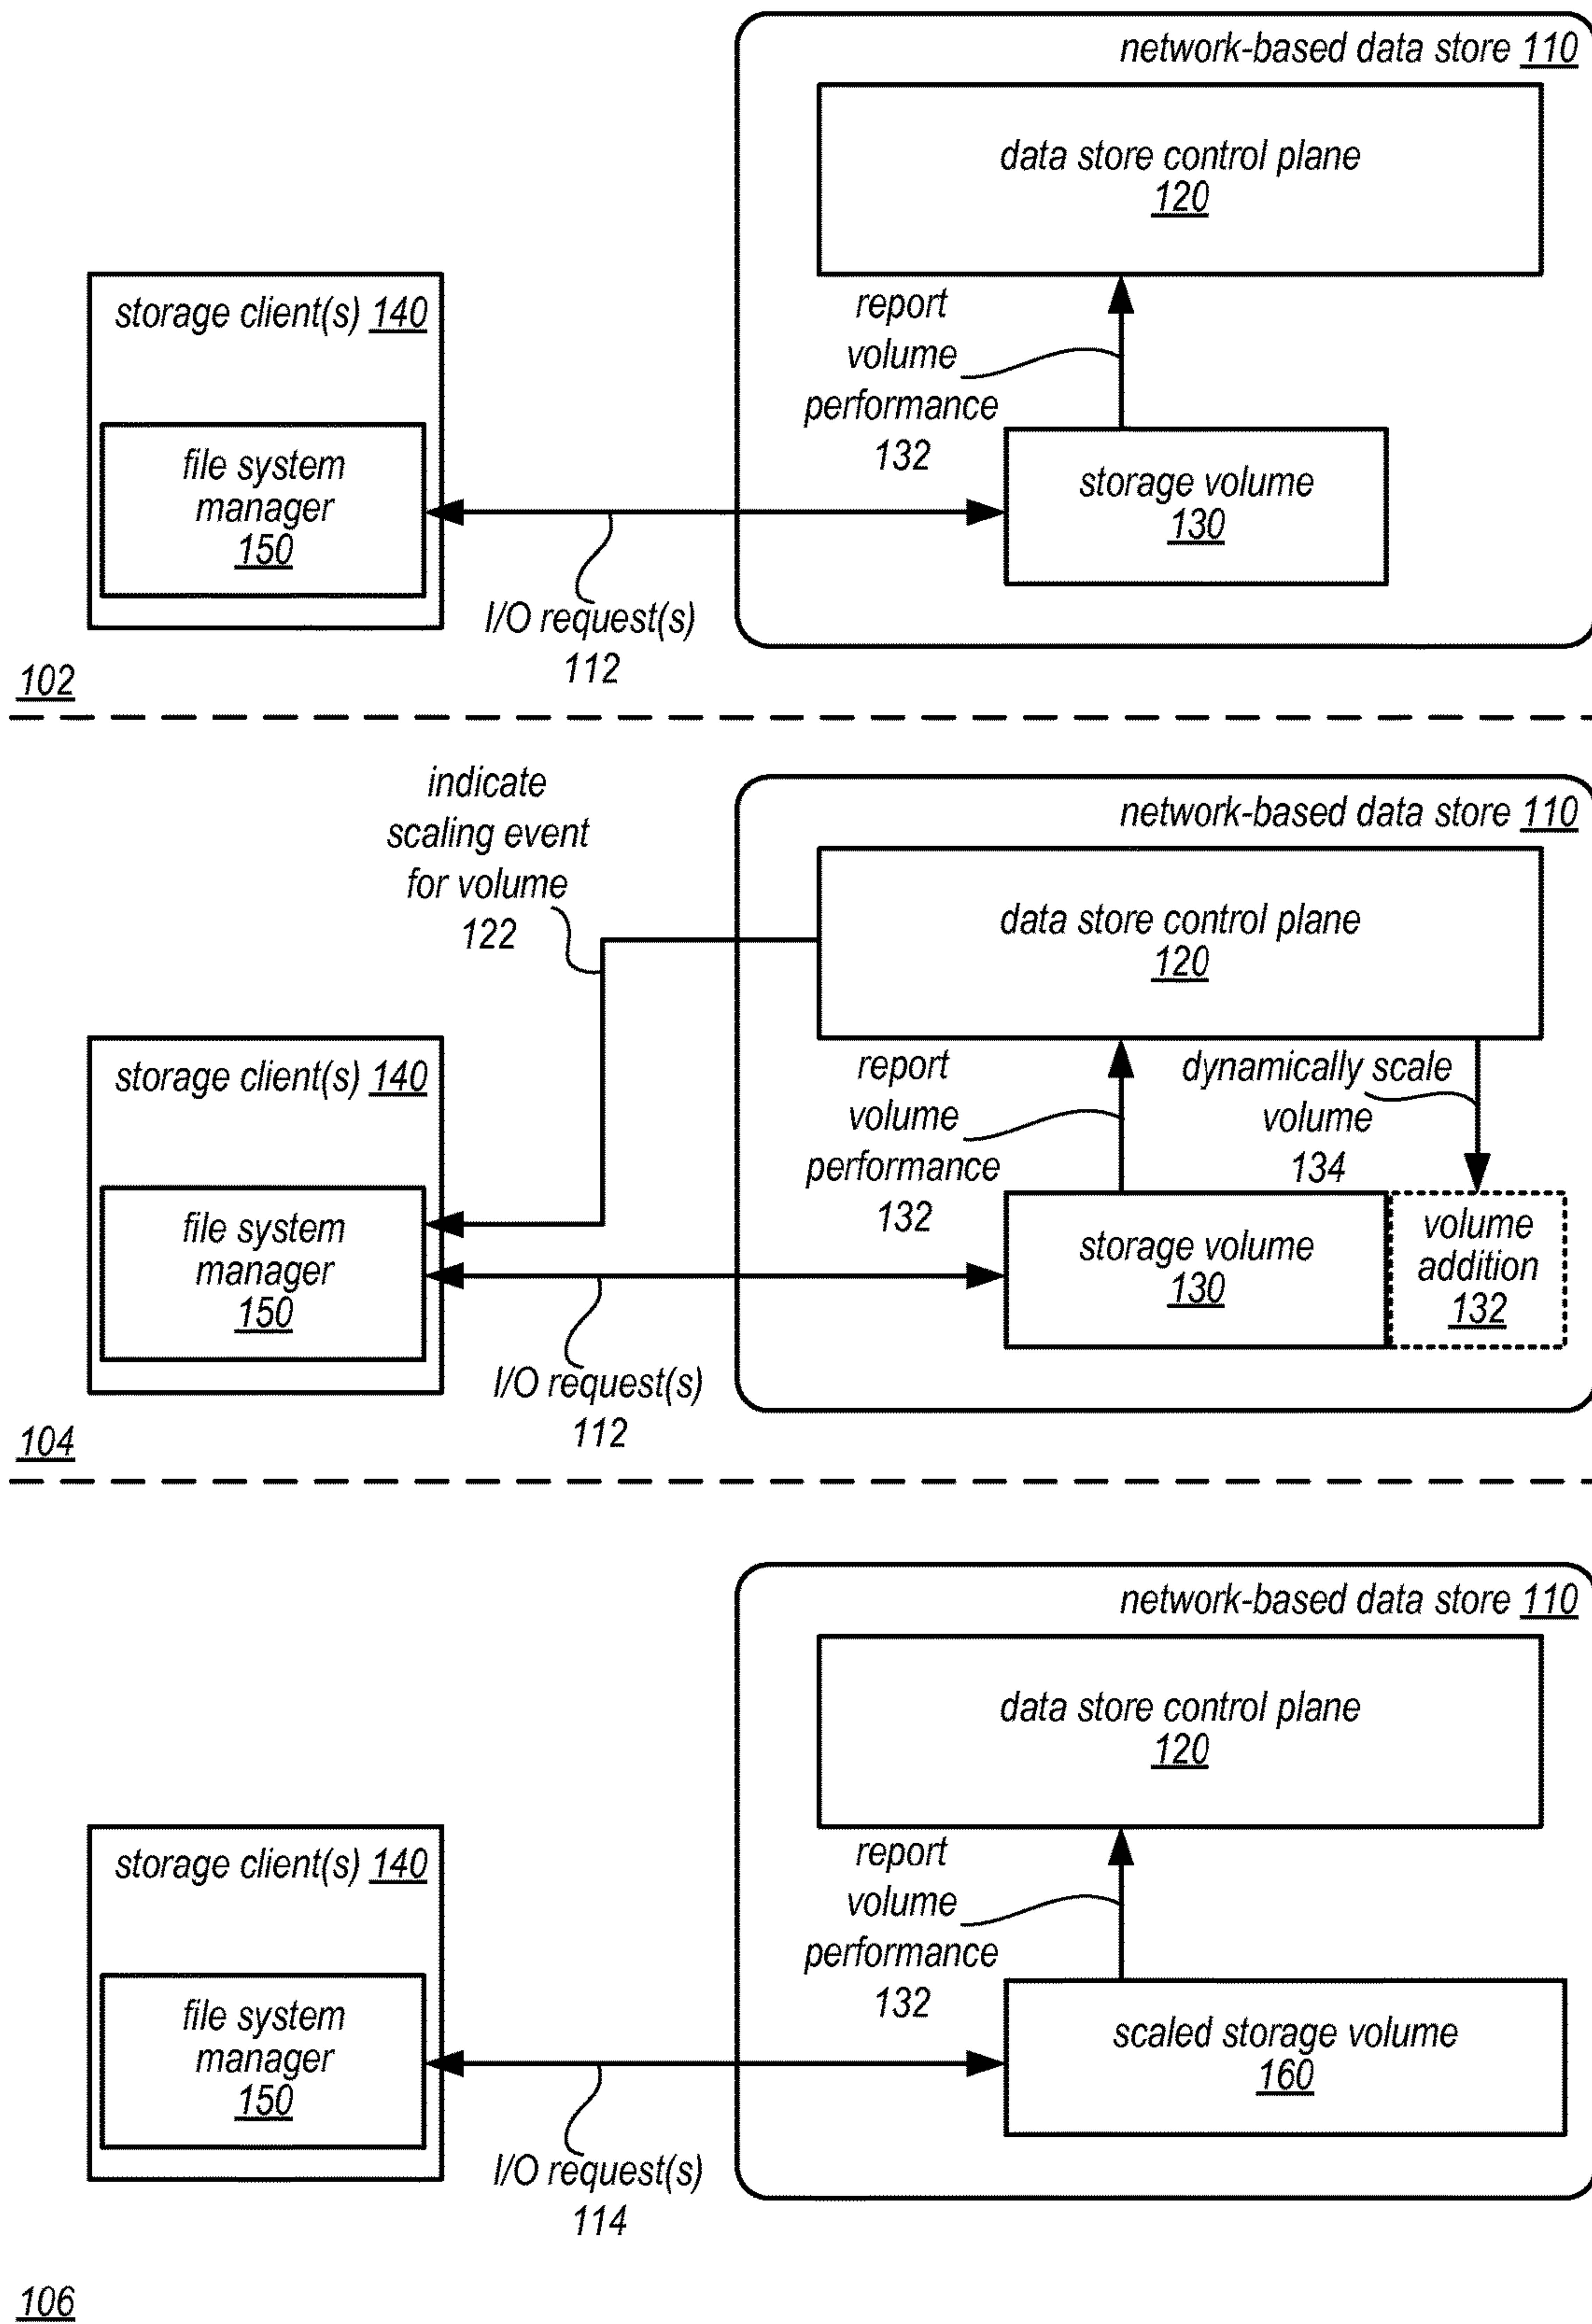 network-based data store 110
data store control plane
120
storage client(s) 140
report
volume
performance
132
file system
manager
150
storage volume
130
I/O request(s)
112
102
indicate
scaling event
for volume
122
network-based data store 110
data store control plane
120
storage client(s) 140
report
volume
performance
132
dynamically scale
volume
134
file system
manager
150
storage volume
130
volume
addition
132
I/O request(s)
112
104
network-based data store 110
data store control plane
120
storage client(s) 140
report
volume
performance
132
file system
manager
150
scaled storage volume
160
I/O request(s)
114
106